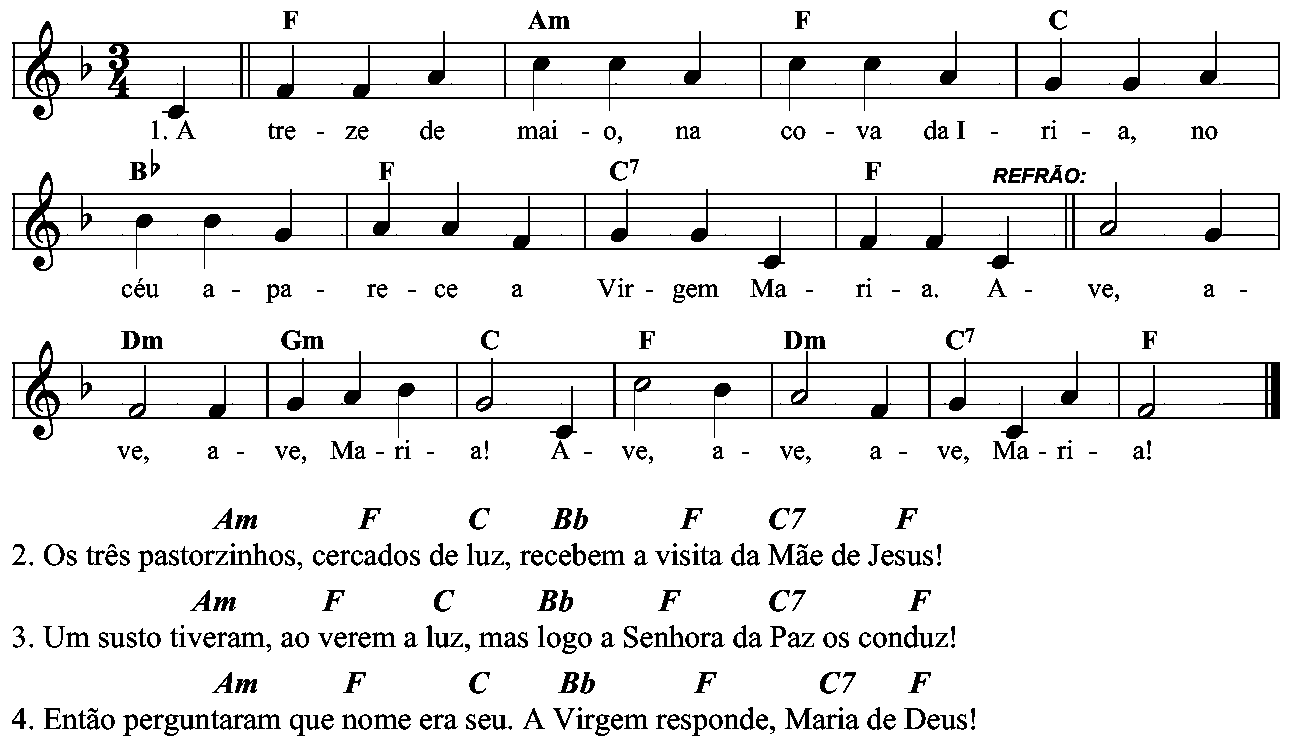 F Am F C
3/4
1. A tre - ze de mai - o, na co - va da I - ri - a, no
B♭ F C7 F REFRÃO:
céu a - pa - re - ce a Vir - gem Ma - ri - a. A - ve, a -
Dm Gm C F Dm C7 F
ve, a - ve, Ma - ri - a! A - ve, a - ve, a - ve, Ma - ri - a!
Am F C Bb F C7 F
2. Os três pastorzinhos, cercados de luz, recebem a visita da Mãe de Jesus!
Am F C Bb F C7 F
3. Um susto tiveram, ao verem a luz, mas logo a Senhora da Paz os conduz!
Am F C Bb F C7 F
4. Então perguntaram que nome era seu. A Virgem responde, Maria de Deus!